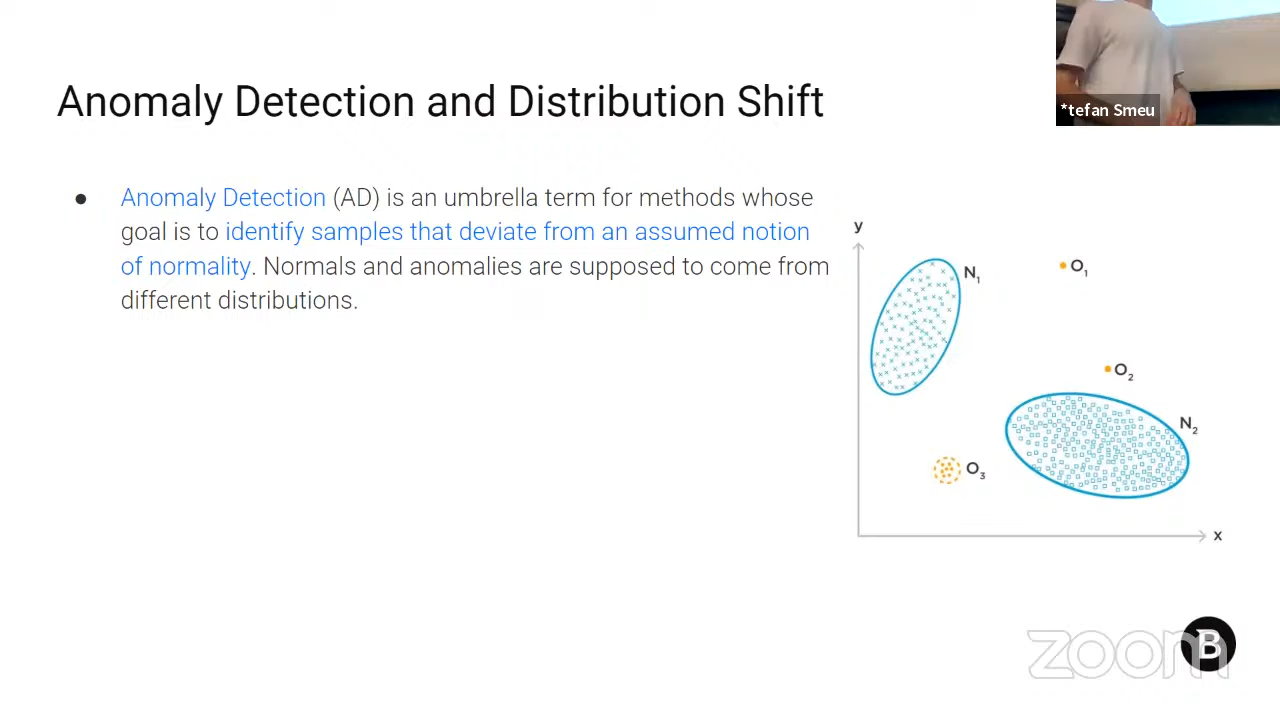 Anomaly Detection and Distribution Shift
*tefan Smeu
● Anomaly Detection (AD) is an umbrella term for methods whose
goal is to identify samples that deviate from an assumed notion
of normality. Normals and anomalies are supposed to come from
different distributions.
y
N1
O1
O2
N2
O3
x
zoom
B